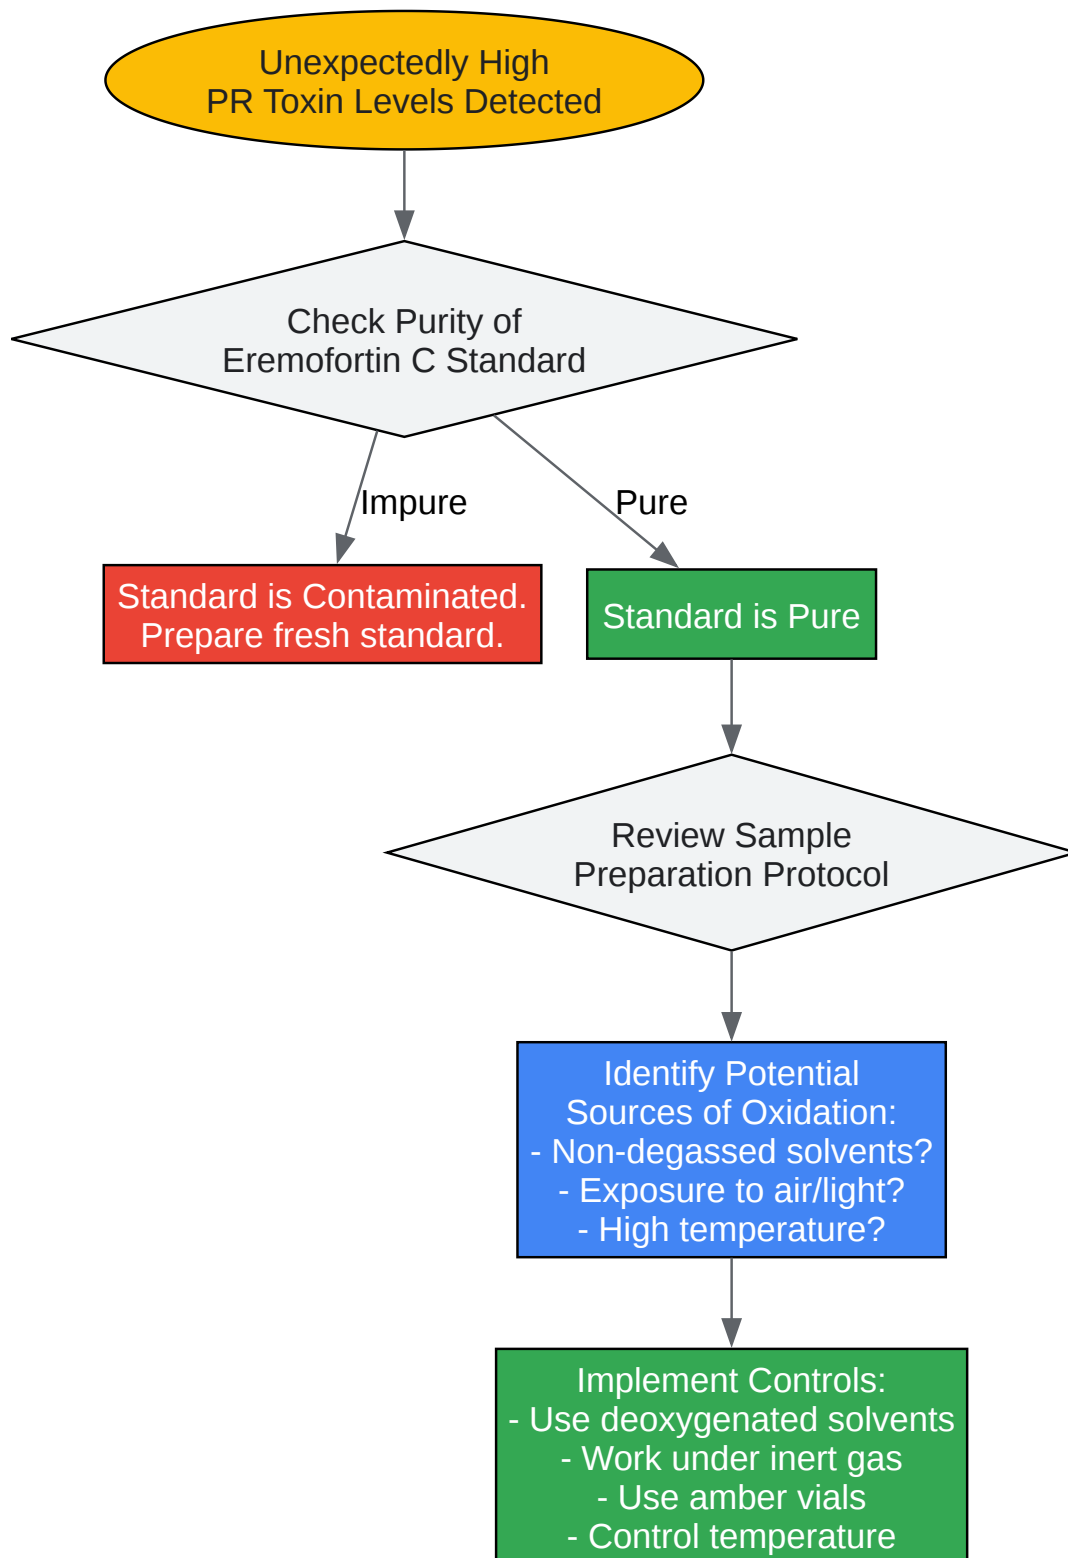 Unexpectedly High
PR Toxin Levels Detected
Check Purity of
Eremofortin C Standard
Impure
Pure
Standard is Contaminated.
Prepare fresh standard.
Standard is Pure
Review Sample
Preparation Protocol
Identify Potential
Sources of Oxidation:
- Non-degassed solvents?
- Exposure to air/light?
- High temperature?
Implement Controls:
- Use deoxygenated solvents
- Work under inert gas
- Use amber vials
- Control temperature